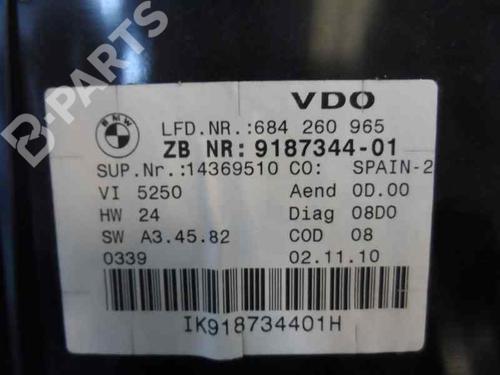 B-PARTS
VDO
BMW
LFD.NR.:684 260 965
ZB NR: 9187344-01
SUP.Nr.:14369510 CO: SPAIN-2
VI 5250 Aend 0D.00
HW 24 Diag 08D0
SW A3.45.82 COD 08
0339 02.11.10
IK918734401H